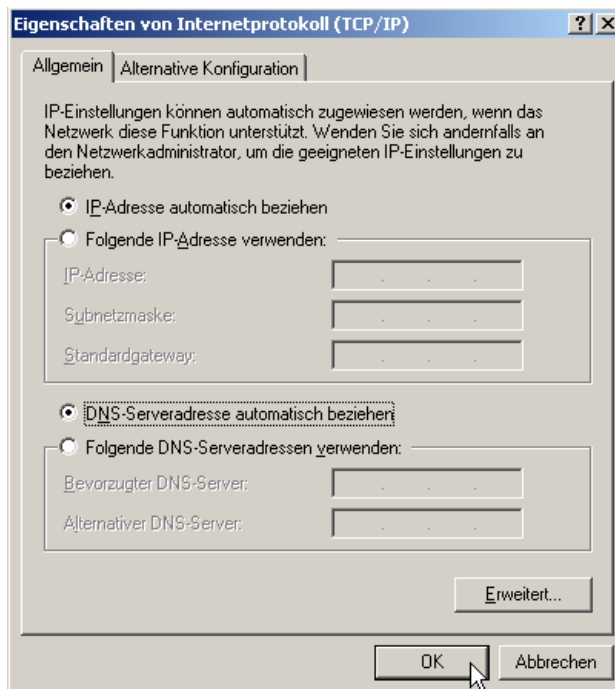 Eigenschaften von Internetprotokoll (TCP/IP)
Allgemein
Alternative Konfiguration
IP-Einstellungen können automatisch zugewiesen werden, wenn das
Netzwerk diese Funktion unterstützt. Wenden Sie sich andernfalls an
den Netzwerkadministrator, um die geeigneten IP-Einstellungen zu
beziehen.
IP-Adresse automatisch beziehen
Folgende IP-Adresse verwenden:
IP-Adresse:
Subnetzmaske:
Standardgateway:
DNS-Serveradresse automatisch beziehen
Folgende DNS-Serveradressen verwenden:
Bevorzugter DNS-Server:
Alternativer DNS-Server:
Erweitert...
OK
Abbrechen